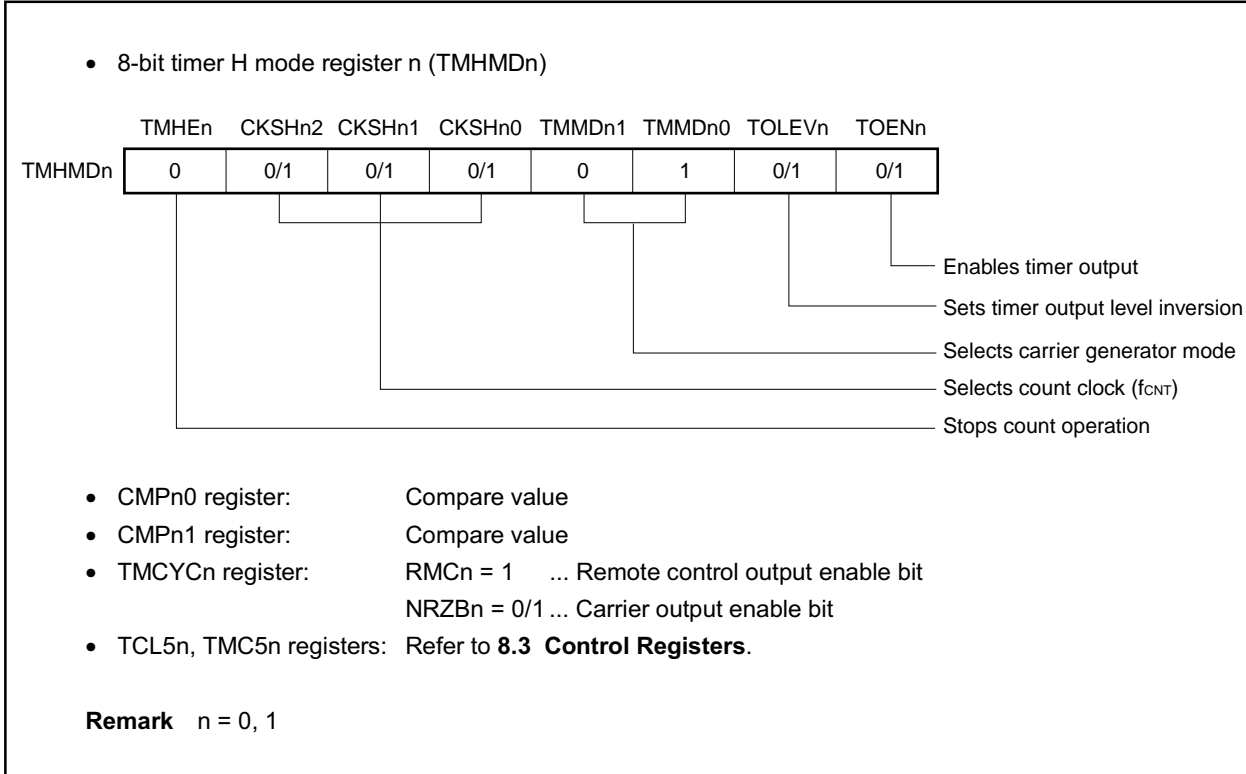 • 8-bit timer H mode register n (TMHMDn)
TMHEn CKSHn2 CKSHn1 CKSHn0 TMMDn1 TMMDn0 TOLEVn TOENn
TMHMDn 0 0/1 0/1 0/1 0 1 0/1 0/1
Enables timer output
Sets timer output level inversion
Selects carrier generator mode
Selects count clock (fCNT)
Stops count operation
• CMPn0 register: Compare value
• CMPn1 register: Compare value
• TMCYCn register: RMCn = 1 ... Remote control output enable bit
NRZBn = 0/1 ... Carrier output enable bit
• TCL5n, TMC5n registers: Refer to 8.3 Control Registers.
Remark n = 0, 1